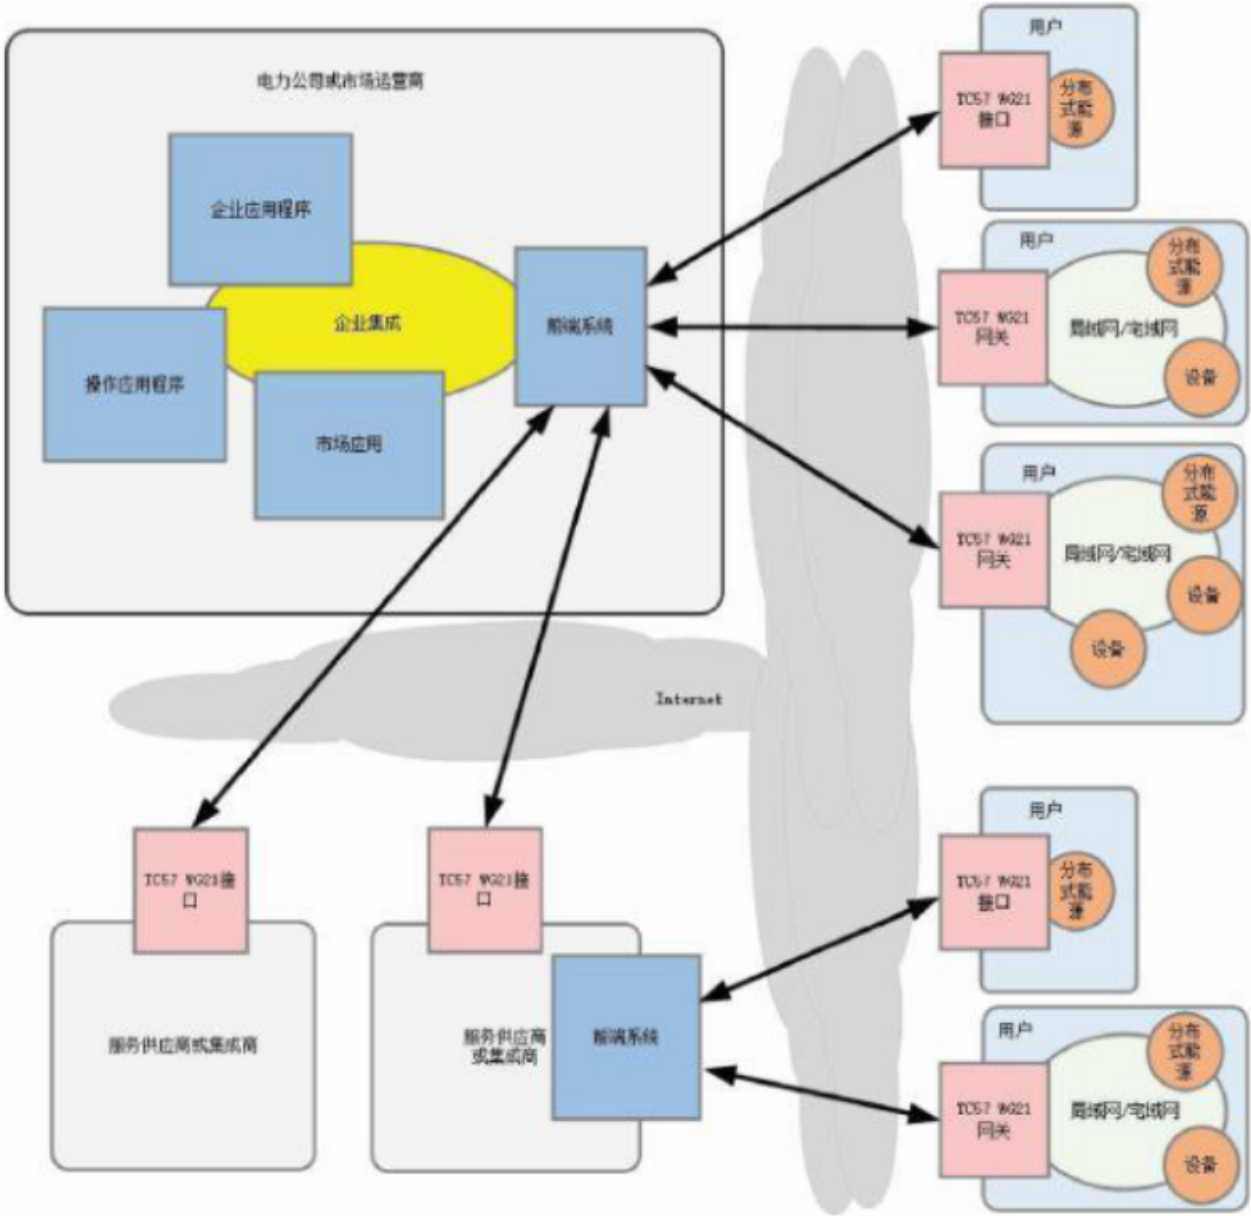 用户
TC57 WG21
接口
分布
式能
源
电力公司或市场运营商
企业应用程序
企业集成
前端系统
操作应用程序
市场应用
用户
TC57 WG21
网关
局域网/宅域网
分布
式能
源
设备
用户
TC57 WG21
网关
局域网/宅域网
分布
式能
源
设备
设备
Internet
用户
TC57 WG21
接口
分布
式能
源
TC57 WG21接
口
服务供应商或集成商
TC57 WG21接
口
服务供应商
或集成商
前端系统
用户
TC57 WG21
网关
局域网/宅域网
分布
式能
源
设备